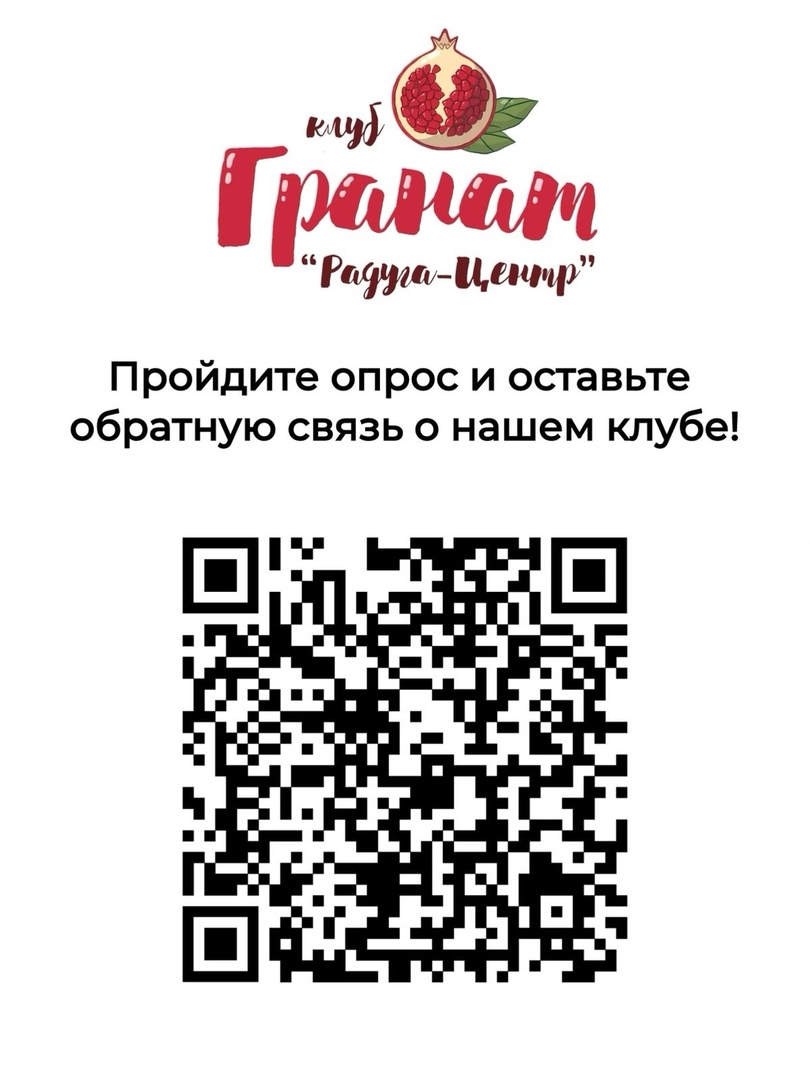 клуб
Гранат
“Радуга-Центр”
Пройдите опрос и оставьте
обратную связь о нашем клубе!